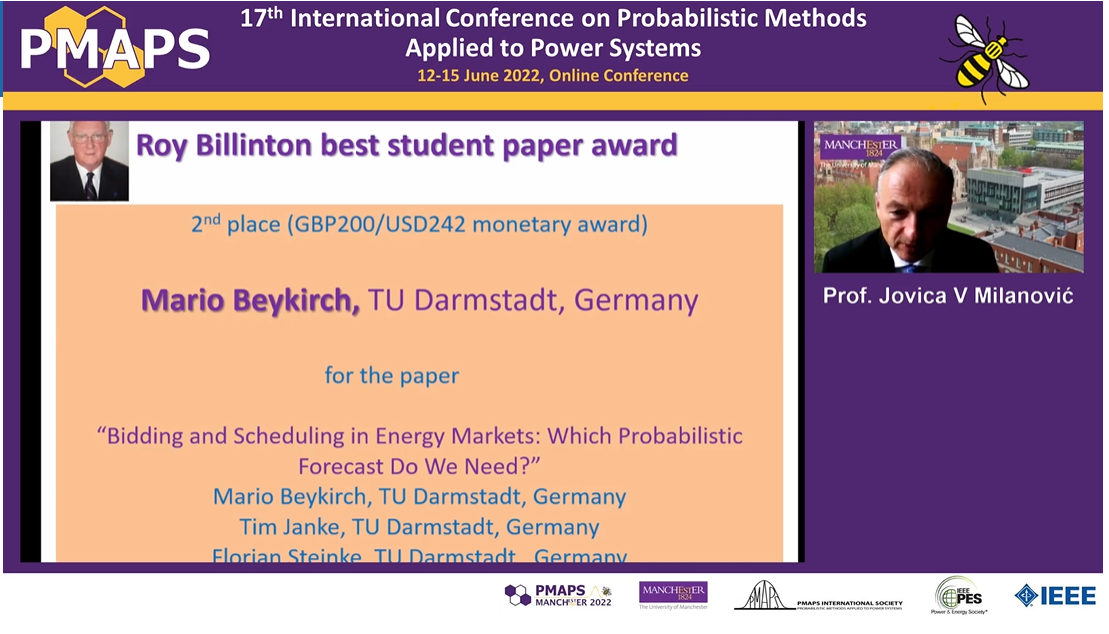 PMAPS
17th International Conference on Probabilistic Methods
Applied to Power Systems
12-15 June 2022, Online Conference
Roy Billinton best student paper award
2nd place (GBP200/USD242 monetary award)
Mario Beykirch, TU Darmstadt, Germany
for the paper
“Bidding and Scheduling in Energy Markets: Which Probabilistic
Forecast Do We Need?”
Mario Beykirch, TU Darmstadt, Germany
Tim Janke, TU Darmstadt, Germany
Florian Steinke, TU Darmstadt, Germany
MANCHESTER
1824
The University of
Prof. Jovica V Milanović
PMAPS
MANCHESTER 2022
MANCHESTER
1824
The University of Manchester
PMAPS
PMAPS INTERNATIONAL SOCIETY
PROBABILISTIC METHODS APPLIED TO POWER SYSTEMS
IEEE
PES
Power & Energy Society®
IEEE